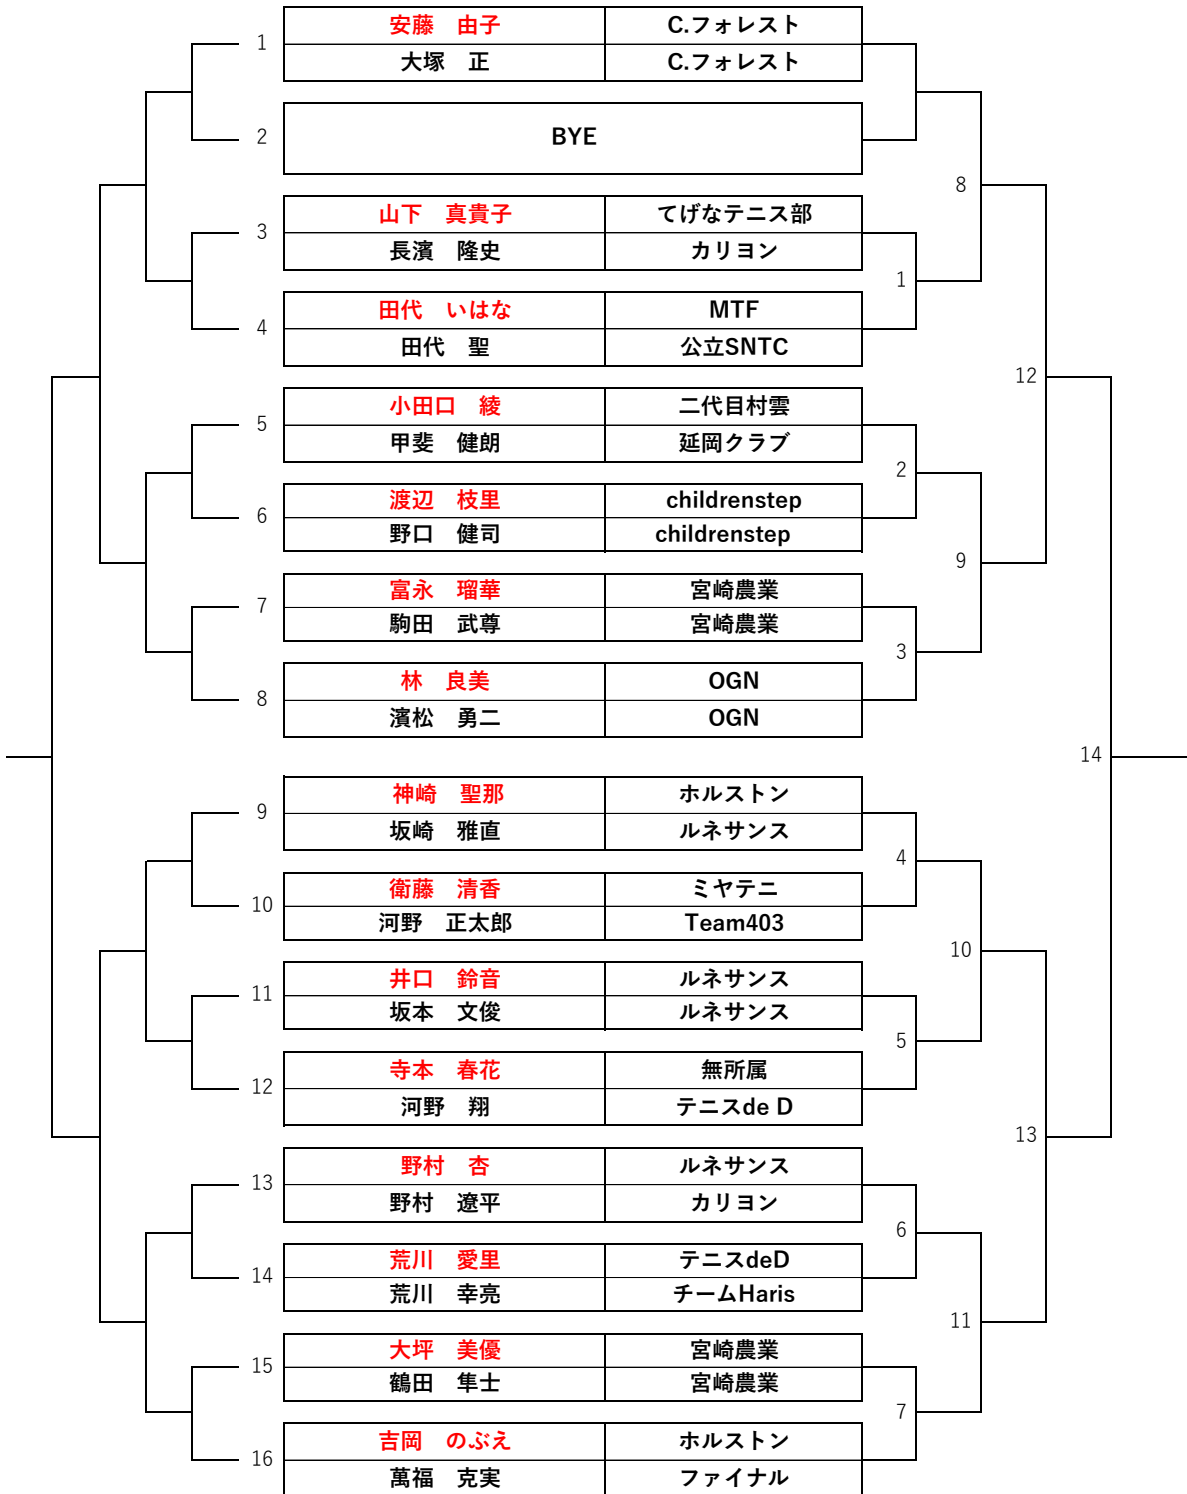 安藤　由子 C.フォレスト
1
大塚　正 C.フォレスト
2 BYE
8
山下　真貴子 てげなテニス部
3
長濱　隆史 カリヨン
1
田代　いはな MTF
4
田代　聖 公立SNTC
12
小田口　綾 二代目村雲
5
甲斐　健朗 延岡クラブ
2
渡辺　枝里 childrenstep
6
野口　健司 childrenstep
9
富永　瑠華 宮崎農業
7
駒田　武尊 宮崎農業
3
林　良美 OGN
8
濱松　勇二 OGN
14
神崎　聖那 ホルストン
9
坂崎　雅直 ルネサンス
4
衛藤　清香 ミヤテニ
10
河野　正太郎 Team403
10
井口　鈴音 ルネサンス
11
坂本　文俊 ルネサンス
5
寺本　春花 無所属
12
河野　翔 テニスde D
13
野村　杏 ルネサンス
13
野村　遼平 カリヨン
6
荒川　愛里 テニスdeD
14
荒川　幸亮 チームHaris
11
大坪　美優 宮崎農業
15
鶴田　隼士 宮崎農業
7
吉岡　のぶえ ホルストン
16
萬福　克実 ファイナル